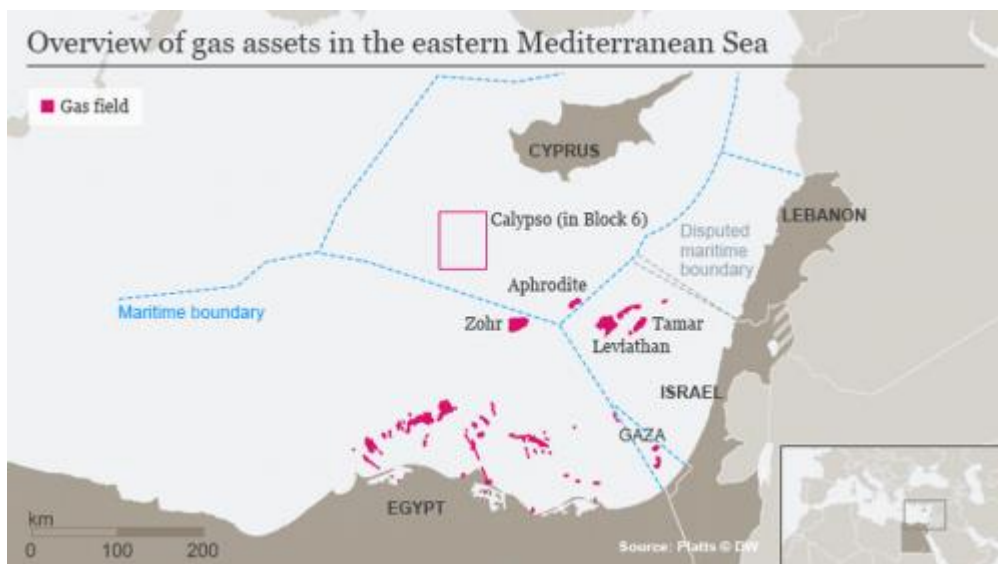 Overview of gas assets in the eastern Mediterranean Sea
Gas field
CYPRUS
LEBANON
Calypso (in Block 6)
Disputed
maritime
boundary
Aphrodite
Maritime boundary
Zohr
Tamar
Leviathan
ISRAEL
GAZA
EGYPT
km
0 100 200
Source: Platts © DW